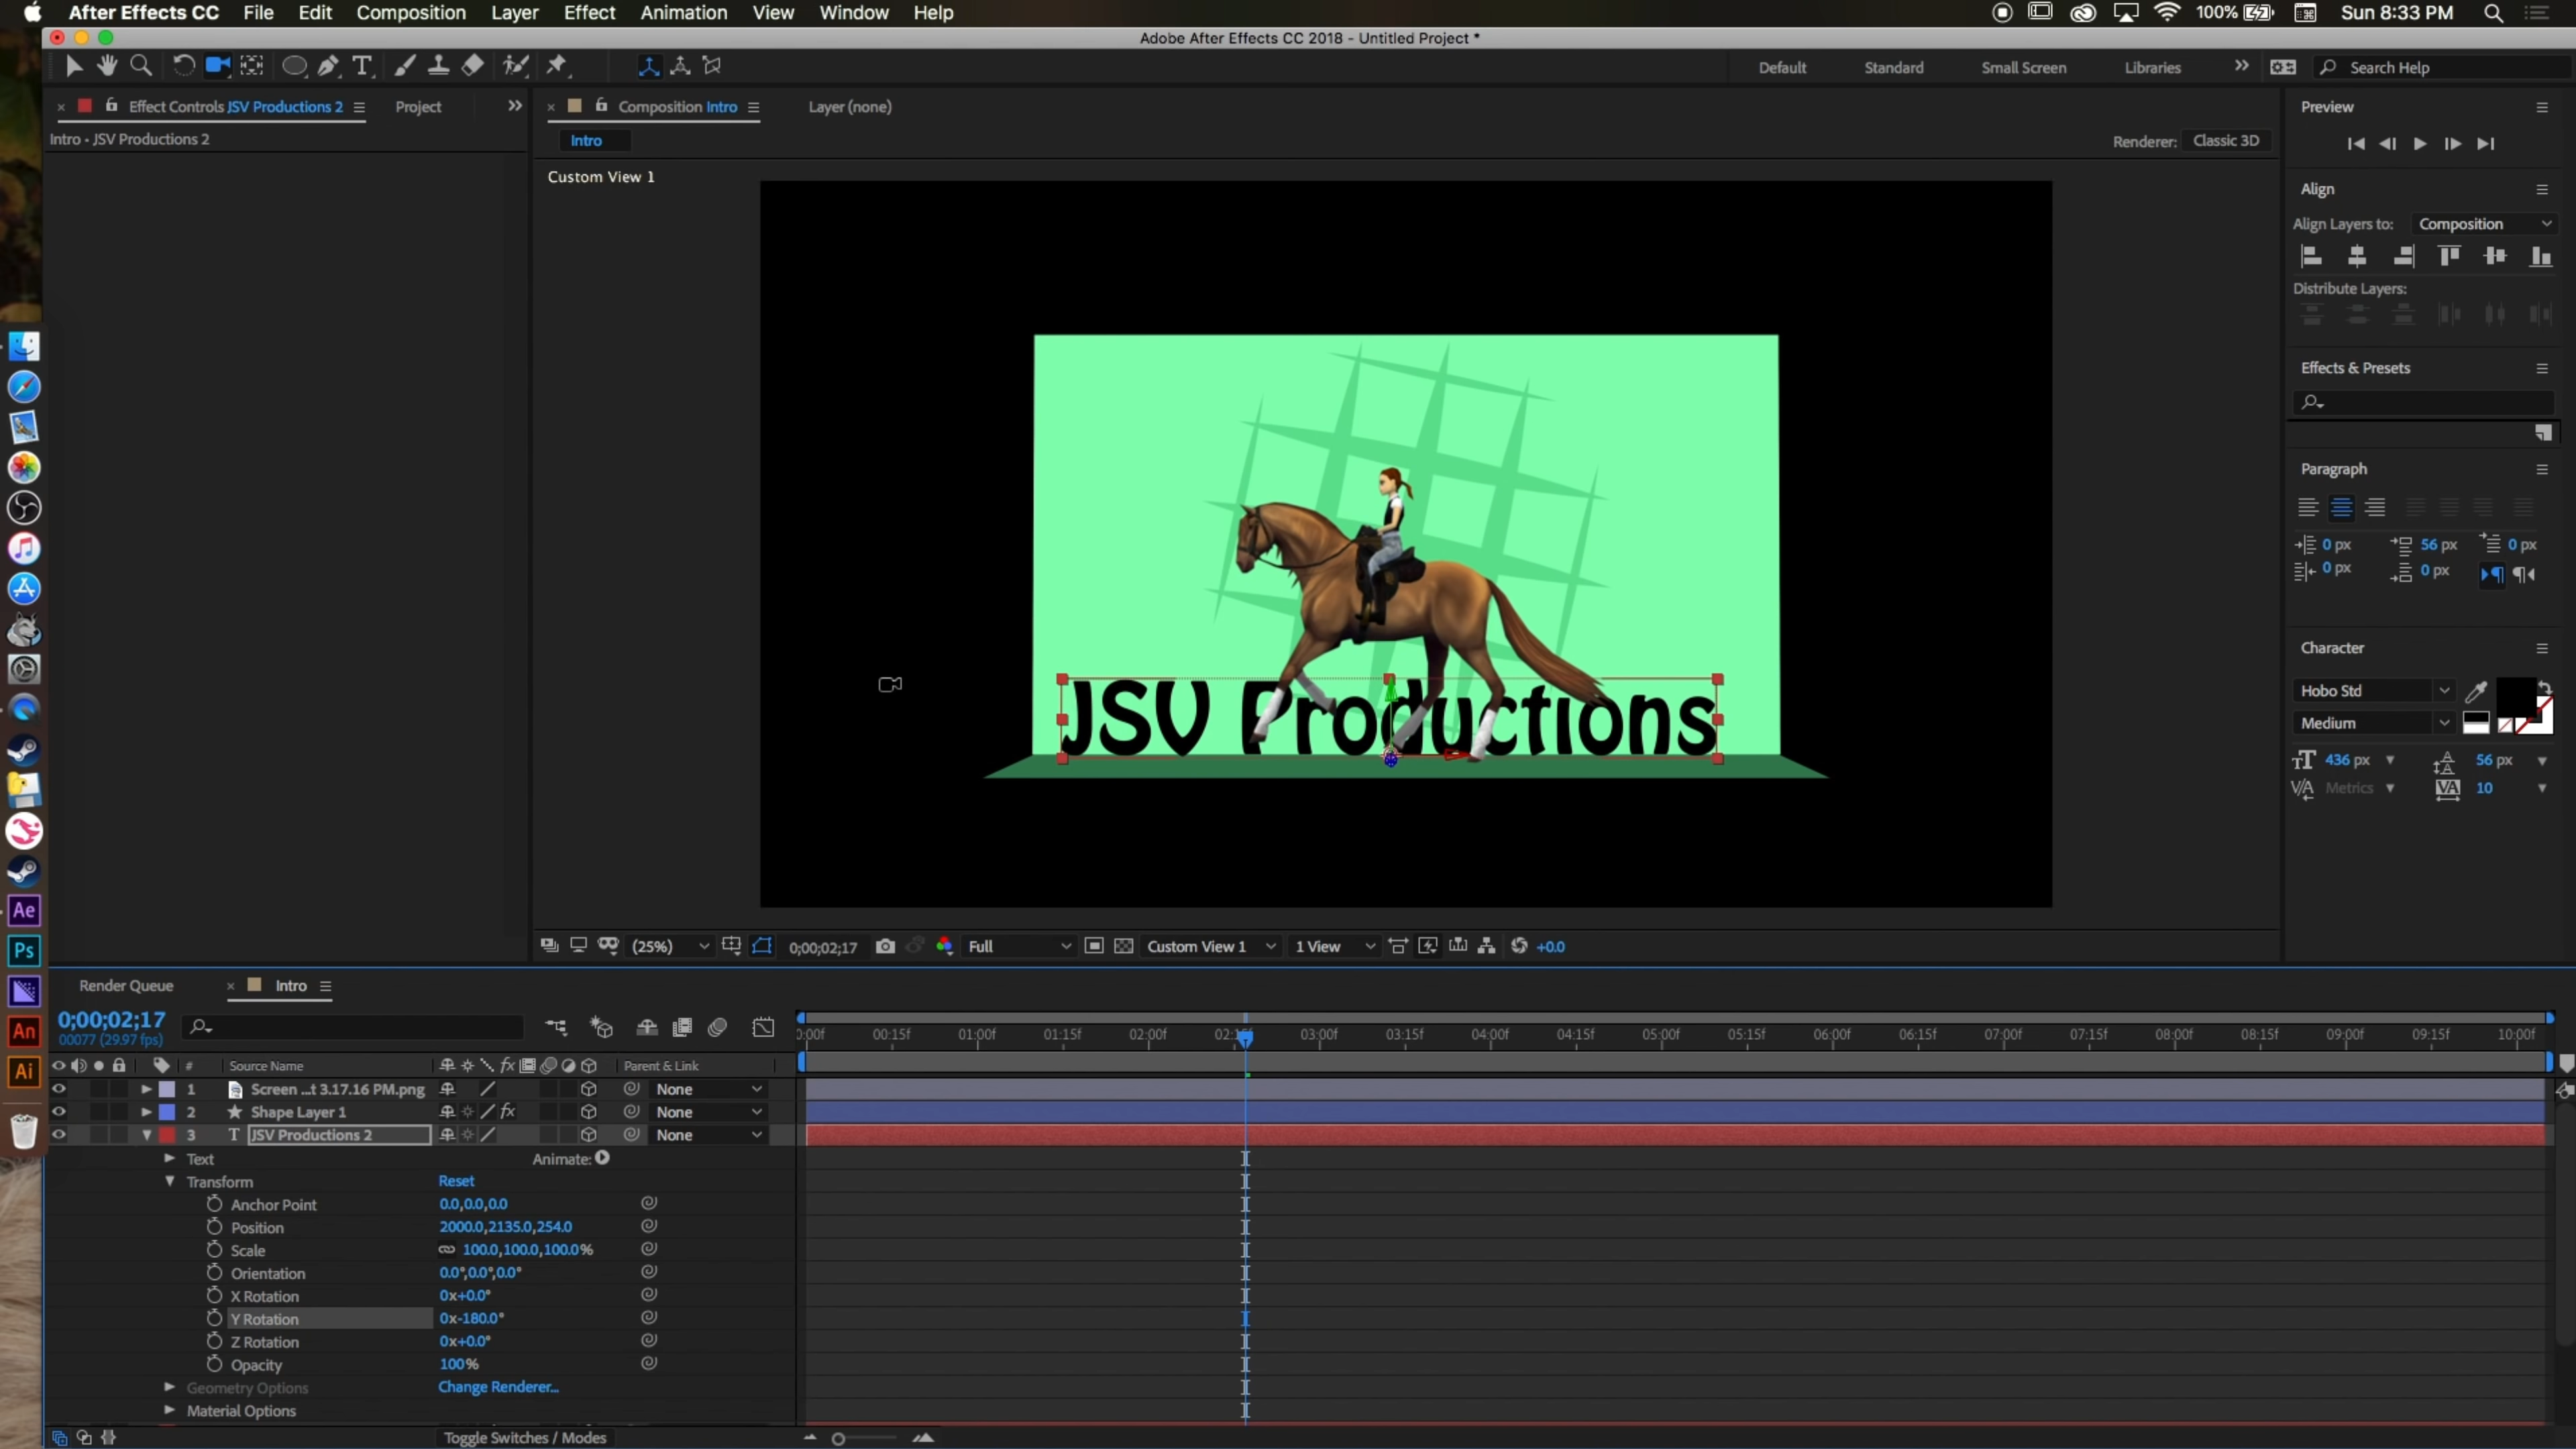 After Effects CC File Edit Composition Layer Effect Animation View Window Help 100% Sun 8:33 PM
Adobe After Effects CC 2018 - Untitled Project *
Default Standard Small Screen Libraries Search Help
Effect Controls JSV Productions 2 Project Composition Intro Layer (none) Preview
Intro • JSV Productions 2 Intro Renderer: Classic 3D
Custom View 1
Align
Align Layers to: Composition
Distribute Layers:
Effects & Presets
Paragraph
0 px 56 px 0 px
0 px 0 px
Character
Hobo Std
Medium
436 px 56 px
Metrics 10
JSV Productions
(25%) 0;00;02;17 Full Custom View 1 1 View +0.0
Render Queue Intro
0;00;02;17
00077 (29.97 fps)
0:00f 00:15f 01:00f 01:15f 02:00f 02:15f 03:00f 03:15f 04:00f 04:15f 05:00f 05:15f 06:00f 06:15f 07:00f 07:15f 08:00f 08:15f 09:00f 09:15f 10:00f
# Source Name fx Parent & Link
1 Screen ...t 3.17.16 PM.png None
2 Shape Layer 1 fx None
3 T JSV Productions 2 None
Text Animate:
Transform Reset
Anchor Point 0.0,0.0,0.0
Position 2000.0,2135.0,254.0
Scale 100.0,100.0,100.0%
Orientation 0.0°,0.0°,0.0°
X Rotation 0x+0.0°
Y Rotation 0x-180.0°
Z Rotation 0x+0.0°
Opacity 100%
Geometry Options Change Renderer...
Material Options
Toggle Switches / Modes
Ae
Ps
An
Ai